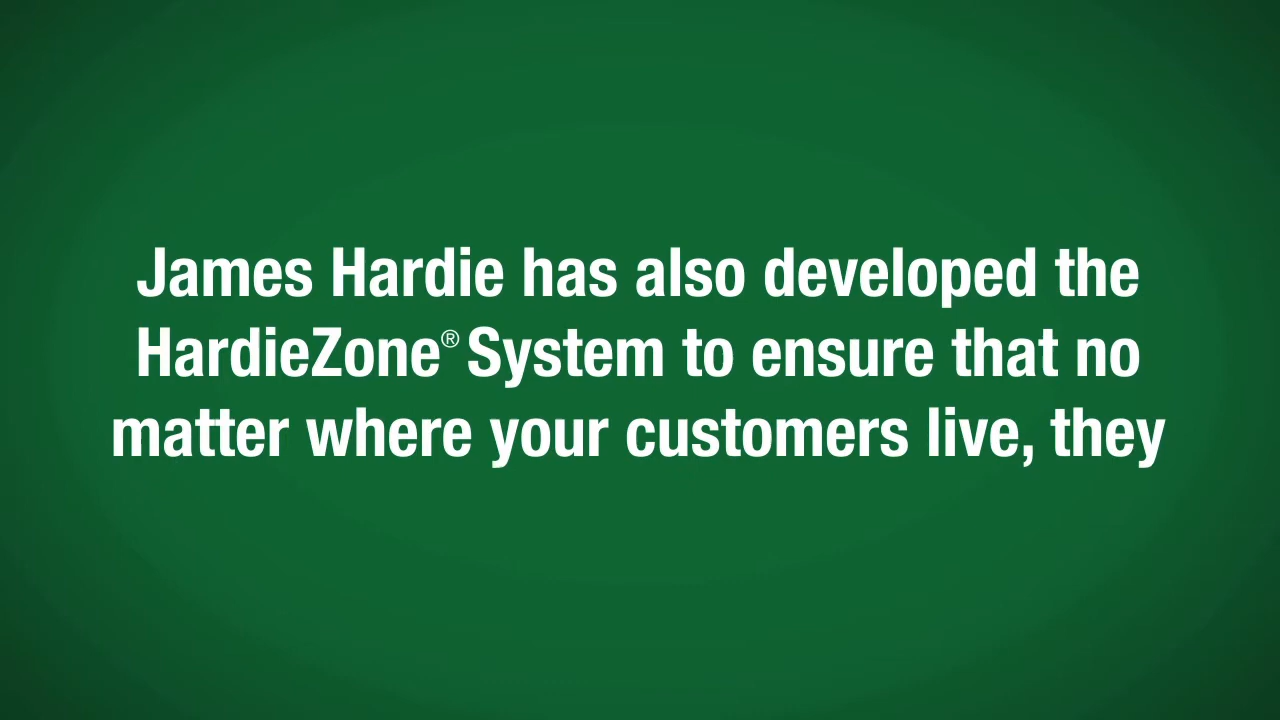 James Hardie has also developed the
HardieZone® System to ensure that no
matter where your customers live, they